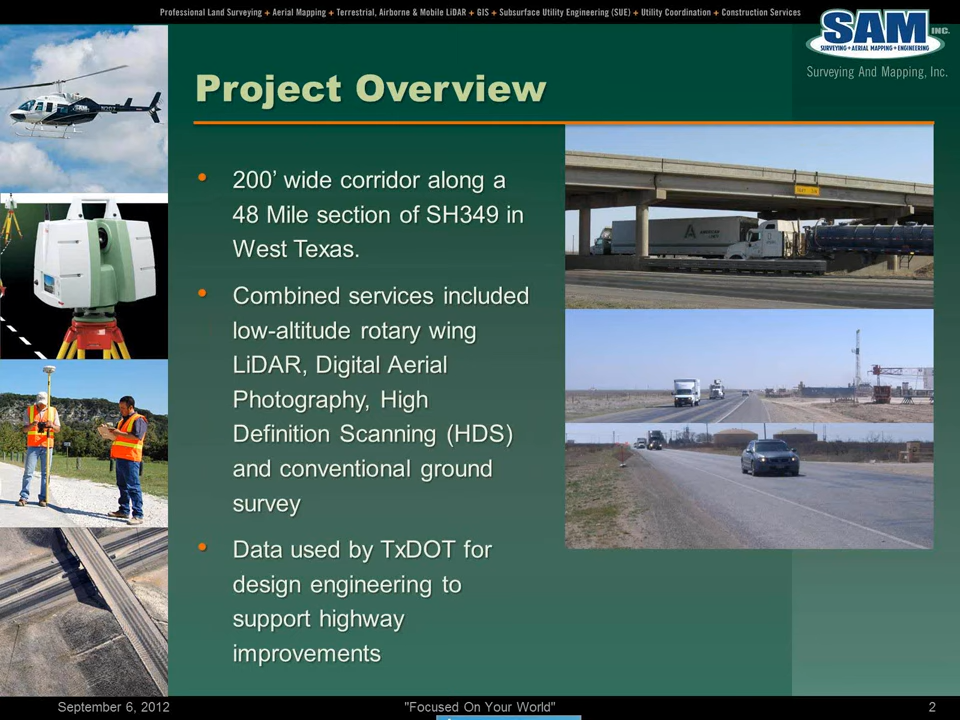 Professional Land Surveying + Aerial Mapping + Terrestrial, Airborne & Mobile LiDAR + GIS + Subsurface Utility Engineering (SUE) + Utility Coordination + Construction Services
SAM INC.
SURVEYING + AERIAL MAPPING + ENGINEERING
Surveying And Mapping, Inc.
Project Overview
• 200’ wide corridor along a
48 Mile section of SH349 in
West Texas.
• Combined services included
low-altitude rotary wing
LiDAR, Digital Aerial
Photography, High
Definition Scanning (HDS)
and conventional ground
survey
• Data used by TxDOT for
design engineering to
support highway
improvements
September 6, 2012
"Focused On Your World"
2